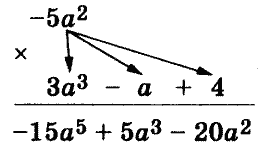 -5a²
×
3a³ - a + 4
-15a⁵ + 5a³ - 20a²